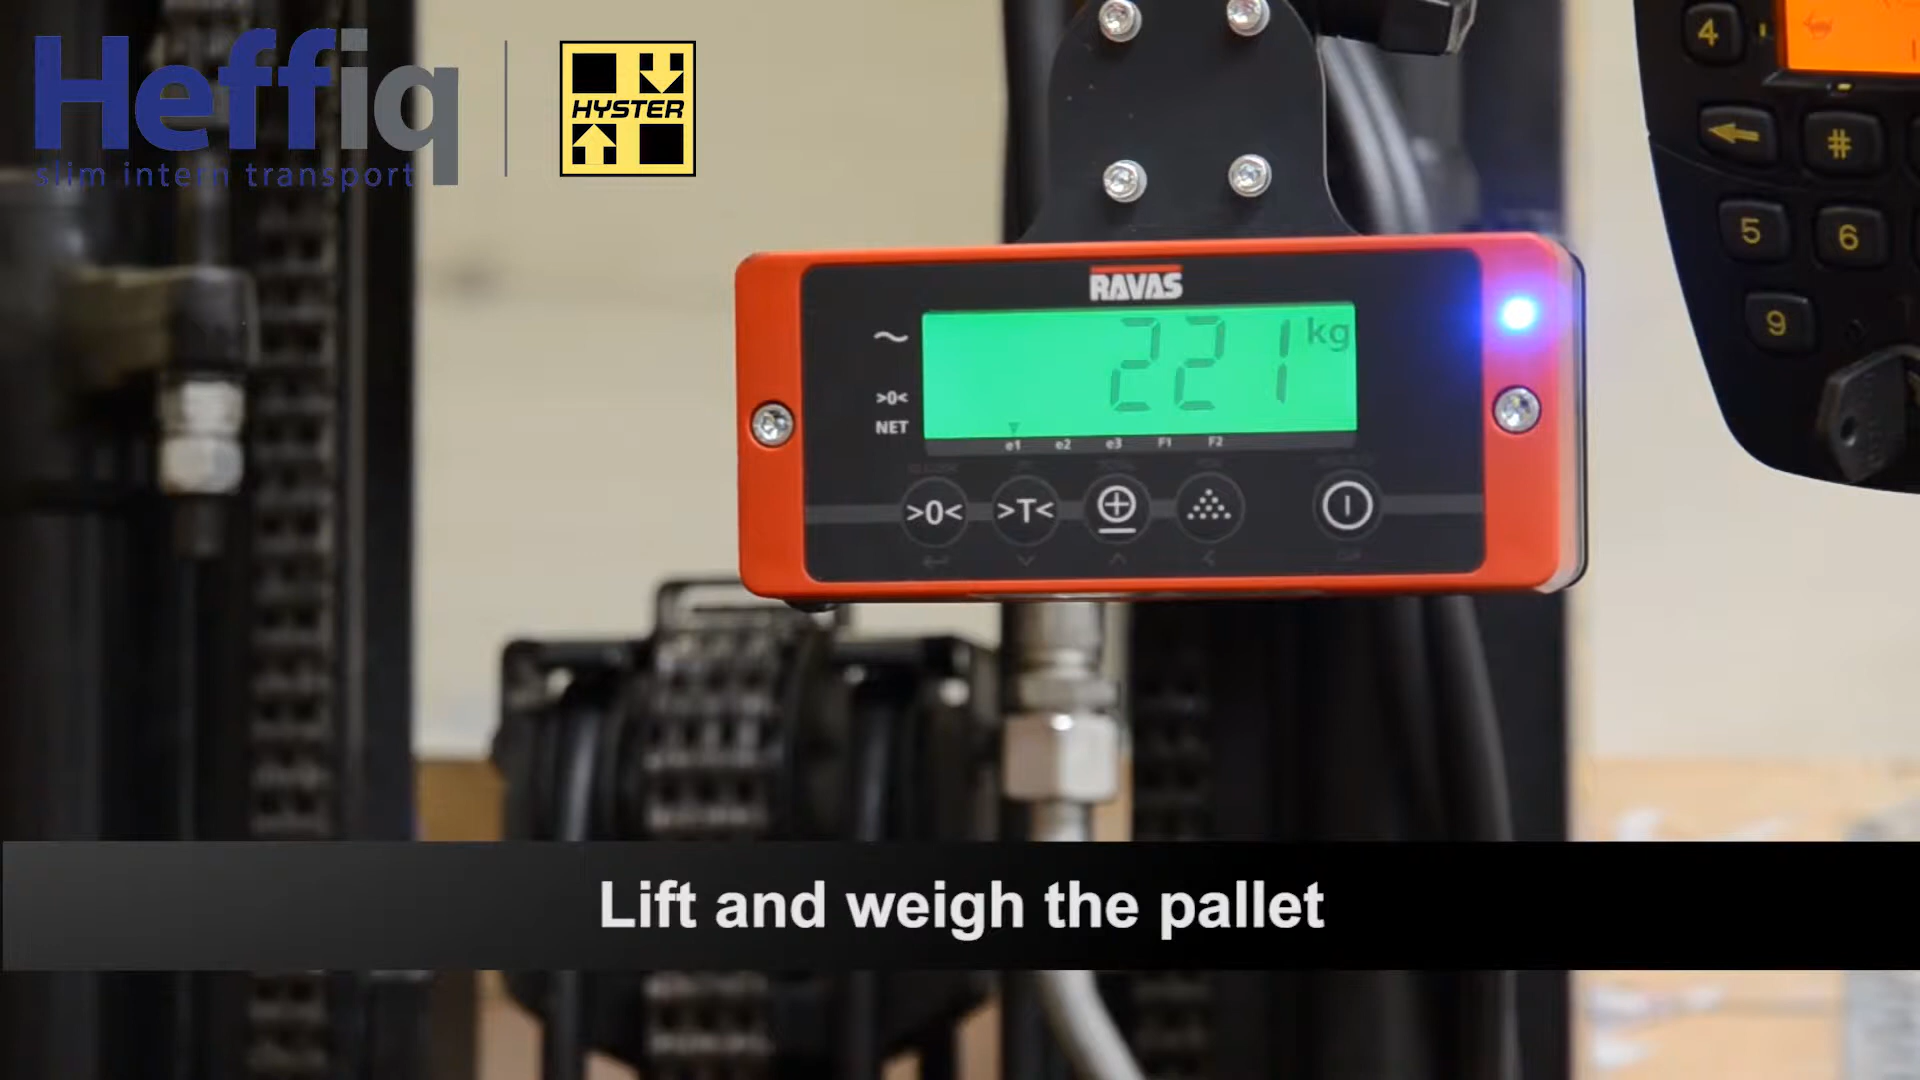 Heffiq
slim intern transport
HYSTER
4
#
5
6
9
RAVAS
221 kg
>0<
NET
e1 e2 e3 F1 F2
>0< >T<
Lift and weigh the pallet